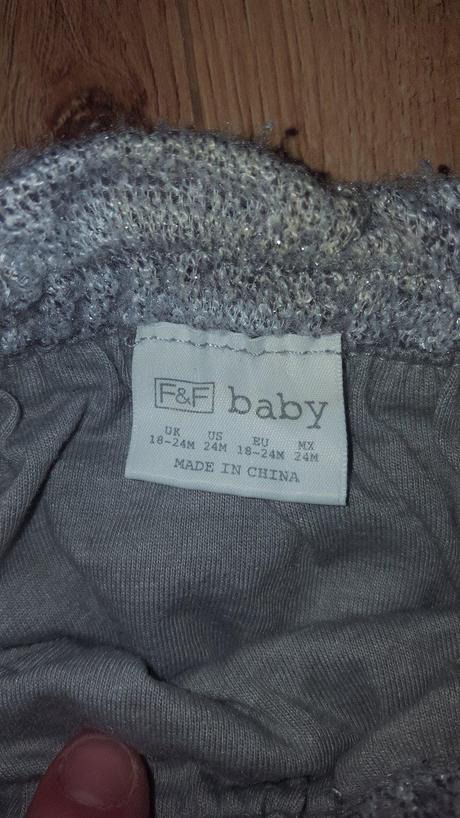 F&F baby
UK US EU MX
18-24M 24M 18-24M 24M
MADE IN CHINA